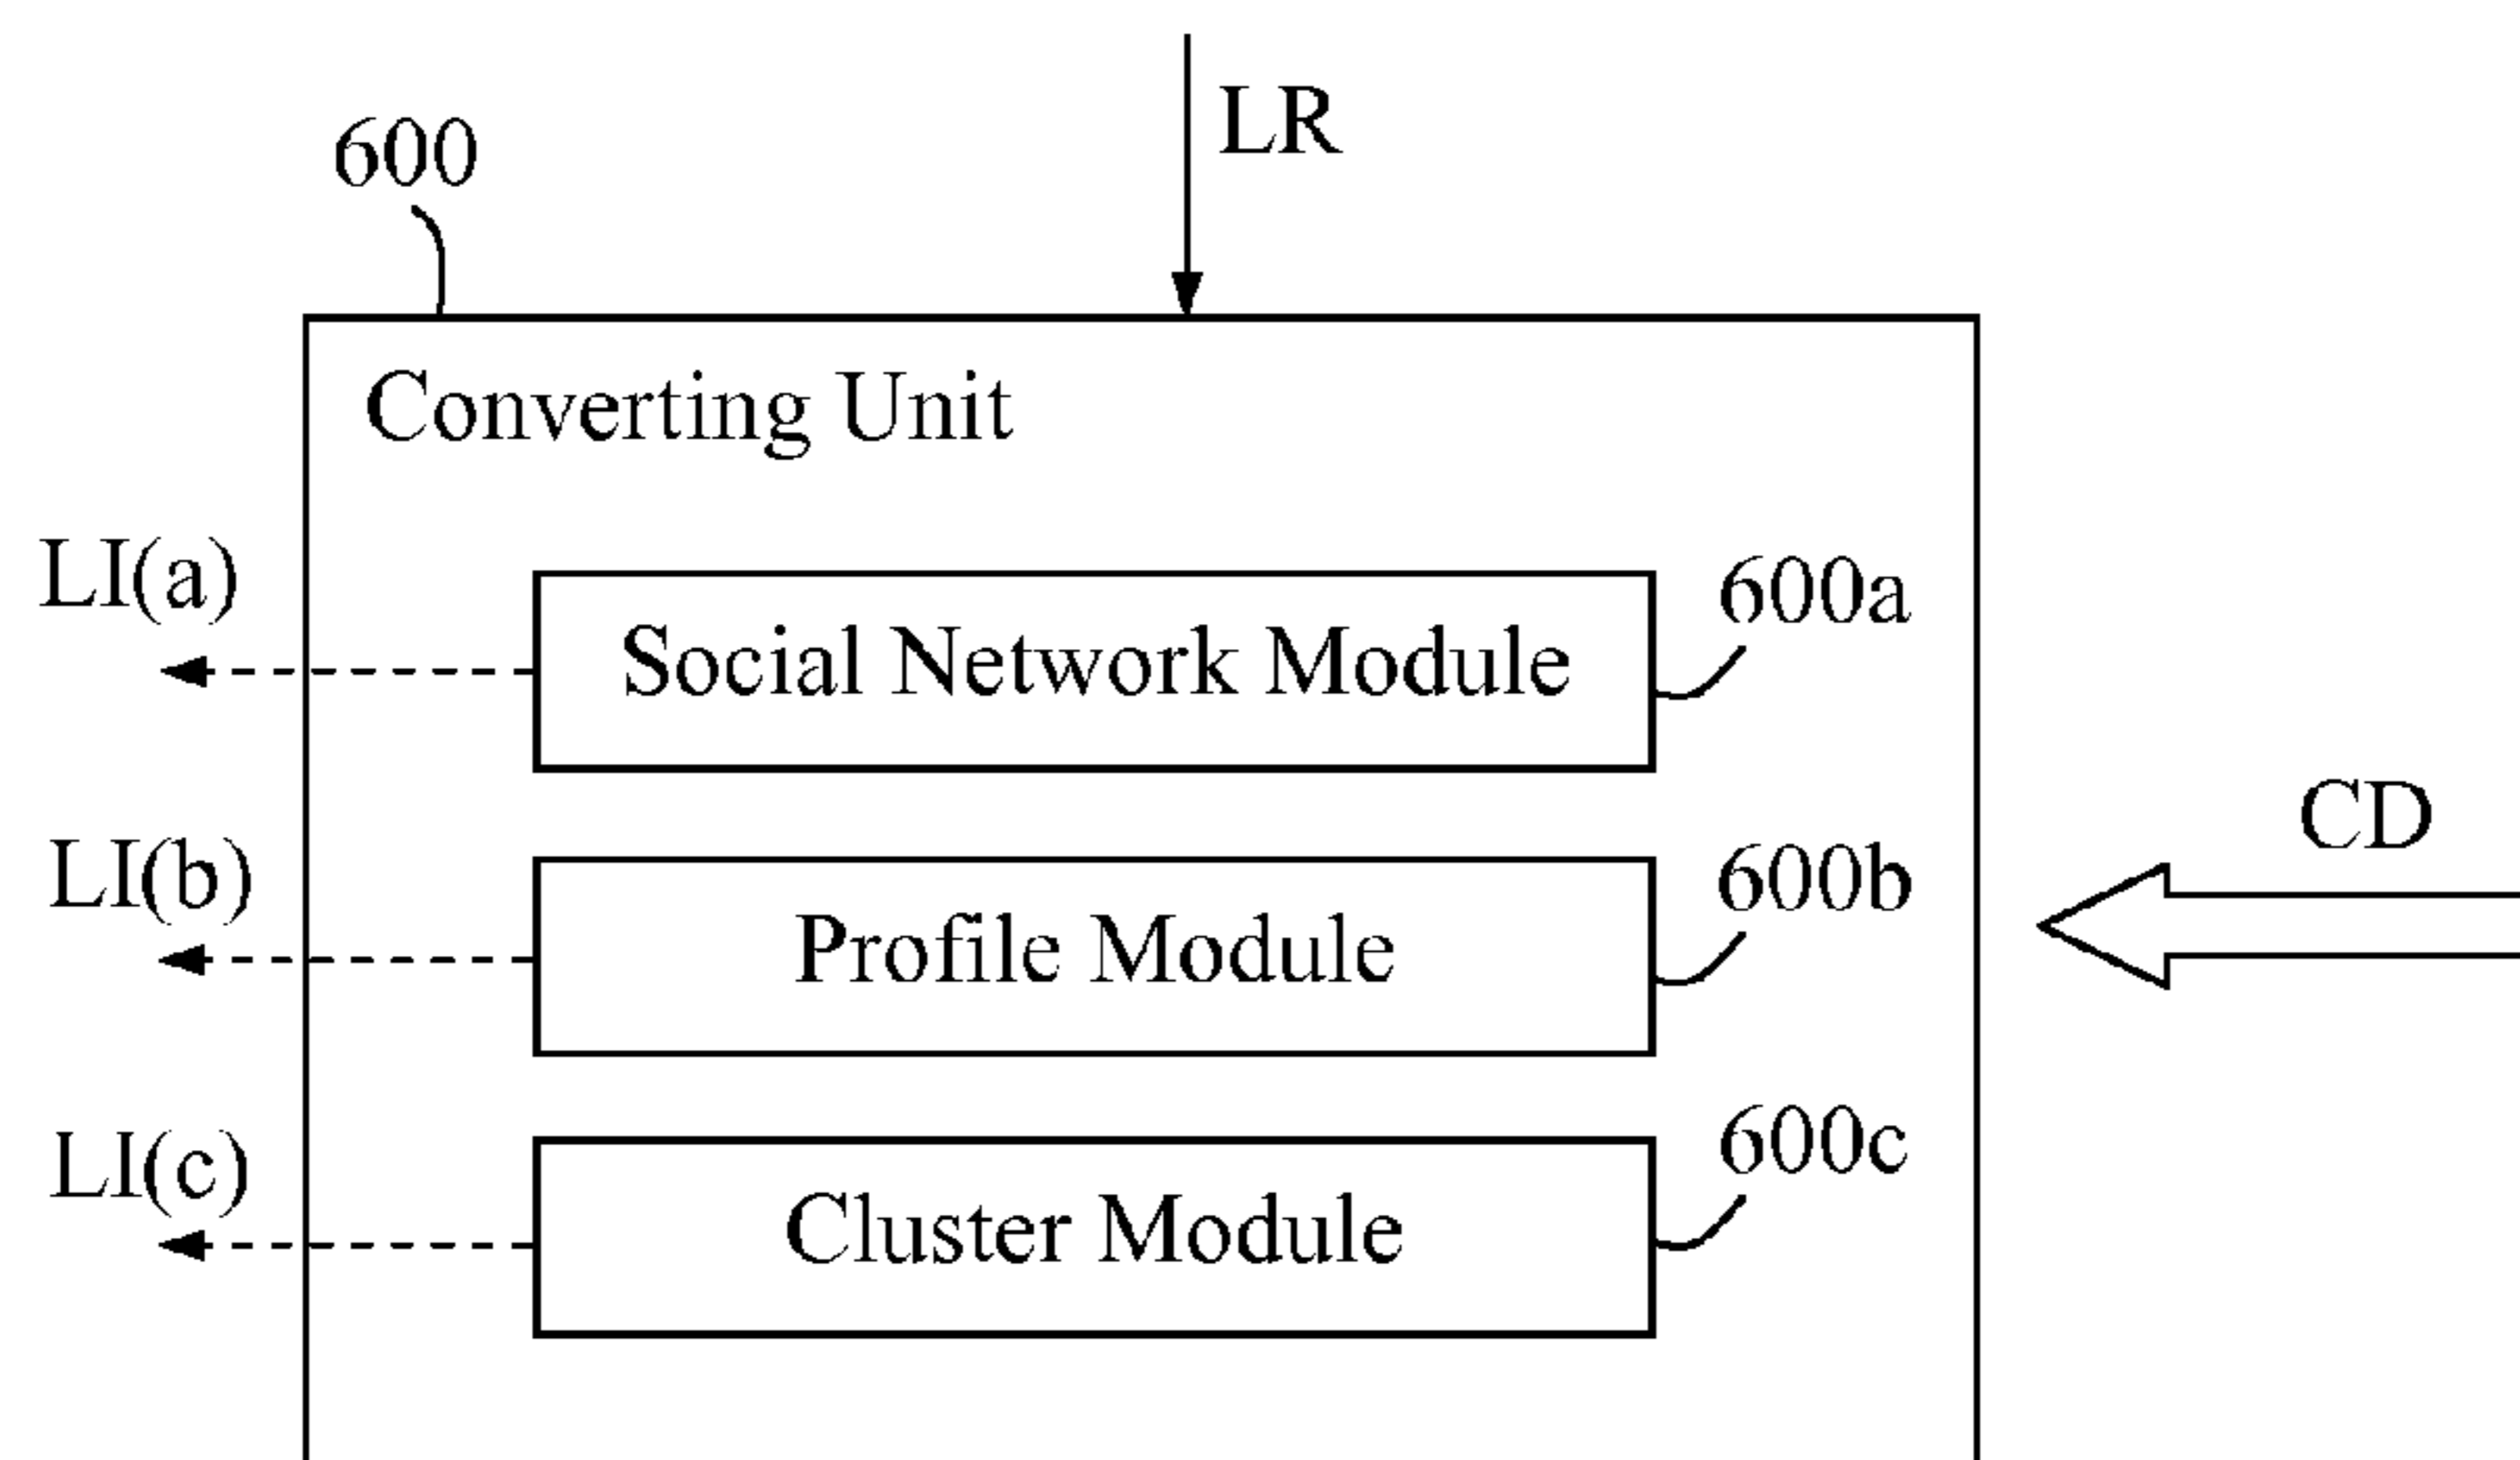 LR
600
Converting Unit
LI(a)
600a
Social Network Module
CD
LI(b)
600b
Profile Module
LI(c)
600c
Cluster Module